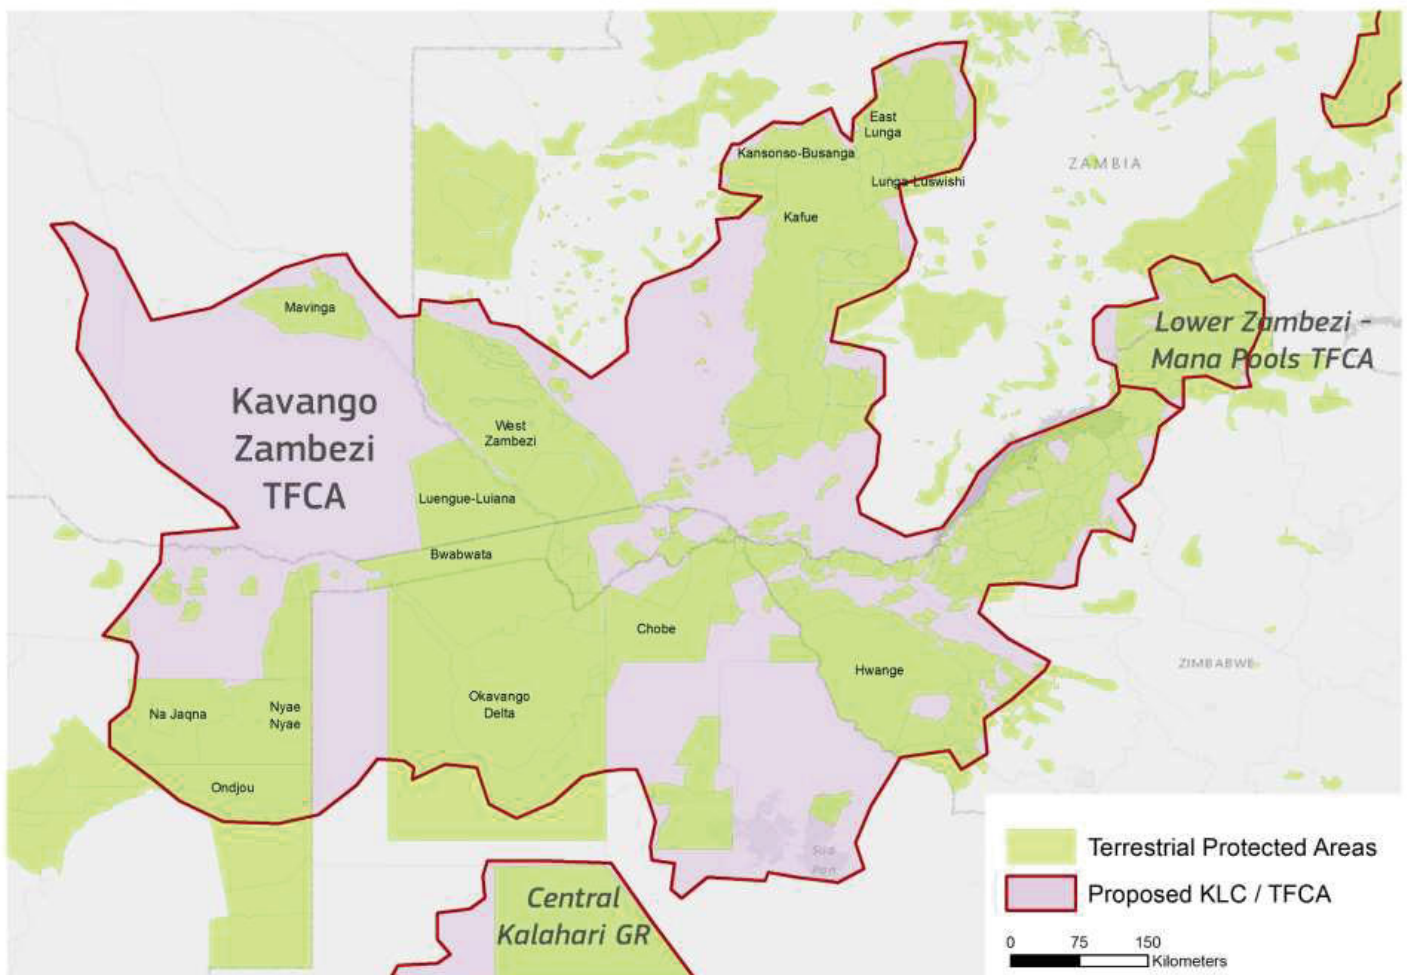 East
Lunga
Kansonso-Busanga
ZAMBIA
Lunga-Luswishi
Kafue
Mavinga
Lower Zambezi -
Mana Pools TFCA
Kavango
Zambezi
TFCA
West
Zambezi
Luengue-Luiana
Bwabwata
Chobe
Hwange
ZIMBABWE
Okavango
Delta
Na Jaqna
Nyae
Nyae
Ondjou
Sua
Pan
Central
Kalahari GR
Terrestrial Protected Areas
Proposed KLC / TFCA
0 75 150
Kilometers